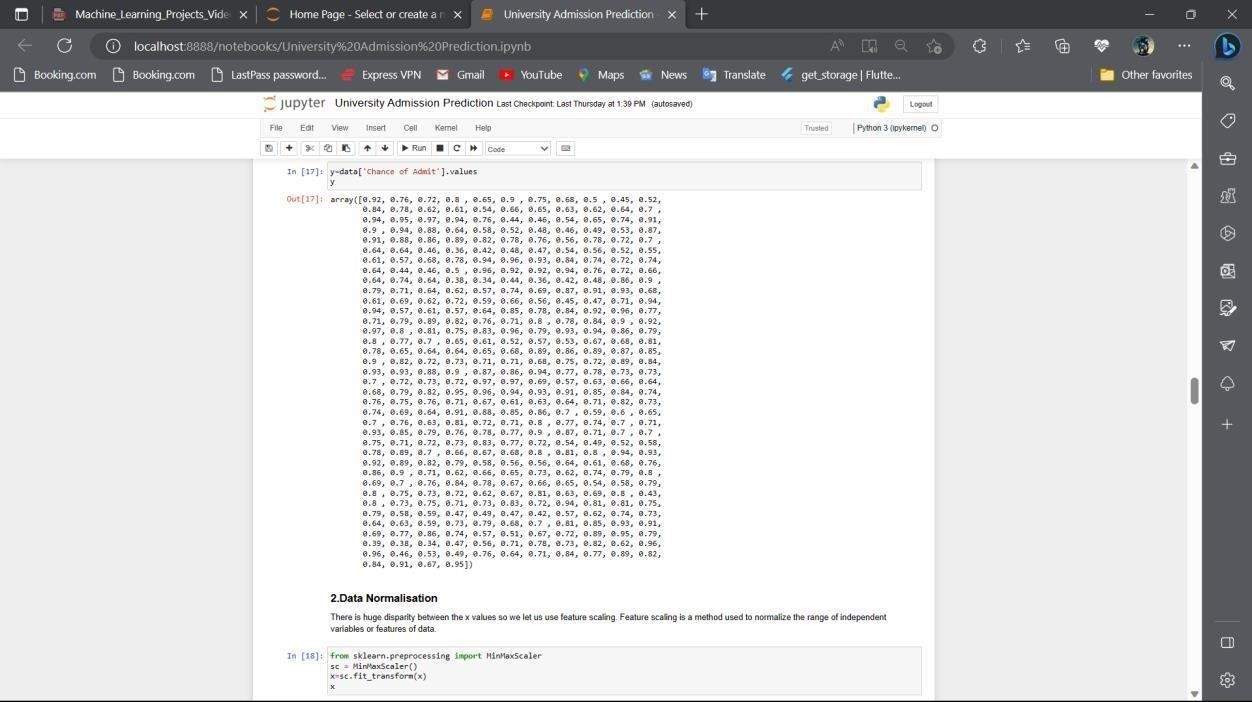 Machine_Learning_Projects_Vide
Home Page - Select or create a n
University Admission Prediction
localhost:8888/notebooks/University%20Admission%20Prediction.ipynb
Booking.com
Booking.com
LastPass password...
Express VPN
Gmail
YouTube
Maps
News
Translate
get_storage | Flutte...
Other favorites
jupyter University Admission Prediction Last Checkpoint: Last Thursday at 1:39 PM (autosaved)
Logout
File Edit View Insert Cell Kernel Help
Trusted
Python 3 (ipykernel)
Run
Code
In [17]: y=data['Chance of Admit'].values
y
Out[17]: array([0.92, 0.76, 0.72, 0.8 , 0.65, 0.9 , 0.75, 0.68, 0.5 , 0.45, 0.52,
0.84, 0.78, 0.62, 0.61, 0.54, 0.66, 0.65, 0.63, 0.62, 0.64, 0.7 ,
0.94, 0.95, 0.97, 0.94, 0.76, 0.44, 0.46, 0.54, 0.65, 0.74, 0.91,
0.9 , 0.94, 0.88, 0.64, 0.58, 0.52, 0.48, 0.46, 0.49, 0.53, 0.87,
0.91, 0.88, 0.86, 0.89, 0.82, 0.78, 0.76, 0.56, 0.78, 0.72, 0.7 ,
0.64, 0.64, 0.46, 0.36, 0.42, 0.48, 0.47, 0.54, 0.56, 0.52, 0.55,
0.61, 0.57, 0.68, 0.78, 0.94, 0.96, 0.93, 0.84, 0.74, 0.72, 0.74,
0.64, 0.44, 0.46, 0.5 , 0.96, 0.92, 0.92, 0.94, 0.76, 0.72, 0.66,
0.64, 0.74, 0.64, 0.38, 0.34, 0.44, 0.36, 0.42, 0.48, 0.86, 0.9 ,
0.79, 0.71, 0.64, 0.62, 0.57, 0.74, 0.69, 0.87, 0.91, 0.93, 0.68,
0.61, 0.69, 0.62, 0.72, 0.59, 0.66, 0.56, 0.45, 0.47, 0.71, 0.94,
0.94, 0.57, 0.61, 0.57, 0.64, 0.85, 0.78, 0.84, 0.92, 0.96, 0.77,
0.71, 0.79, 0.89, 0.82, 0.76, 0.71, 0.8 , 0.78, 0.84, 0.9 , 0.92,
0.97, 0.8 , 0.81, 0.75, 0.83, 0.96, 0.79, 0.93, 0.94, 0.86, 0.79,
0.8 , 0.77, 0.7 , 0.65, 0.61, 0.52, 0.57, 0.53, 0.67, 0.68, 0.81,
0.78, 0.65, 0.64, 0.64, 0.65, 0.68, 0.89, 0.86, 0.89, 0.87, 0.85,
0.9 , 0.82, 0.72, 0.73, 0.71, 0.71, 0.68, 0.75, 0.72, 0.89, 0.84,
0.93, 0.93, 0.88, 0.9 , 0.87, 0.86, 0.94, 0.77, 0.78, 0.73, 0.73,
0.7 , 0.72, 0.73, 0.72, 0.97, 0.97, 0.69, 0.57, 0.63, 0.66, 0.64,
0.68, 0.79, 0.82, 0.95, 0.96, 0.94, 0.93, 0.91, 0.85, 0.84, 0.74,
0.76, 0.75, 0.76, 0.71, 0.67, 0.61, 0.63, 0.64, 0.71, 0.82, 0.73,
0.74, 0.69, 0.64, 0.91, 0.88, 0.85, 0.86, 0.7 , 0.59, 0.6 , 0.65,
0.7 , 0.76, 0.63, 0.81, 0.72, 0.71, 0.8 , 0.77, 0.74, 0.7 , 0.71,
0.93, 0.85, 0.79, 0.76, 0.78, 0.77, 0.9 , 0.87, 0.71, 0.7 , 0.7 ,
0.75, 0.71, 0.72, 0.73, 0.83, 0.77, 0.72, 0.54, 0.49, 0.52, 0.58,
0.78, 0.89, 0.7 , 0.66, 0.67, 0.68, 0.8 , 0.81, 0.8 , 0.94, 0.93,
0.92, 0.89, 0.82, 0.79, 0.58, 0.56, 0.56, 0.64, 0.61, 0.68, 0.76,
0.86, 0.9 , 0.71, 0.62, 0.66, 0.65, 0.73, 0.62, 0.74, 0.79, 0.8 ,
0.69, 0.7 , 0.76, 0.84, 0.78, 0.67, 0.66, 0.65, 0.54, 0.58, 0.79,
0.8 , 0.75, 0.73, 0.72, 0.62, 0.67, 0.81, 0.63, 0.69, 0.8 , 0.43,
0.8 , 0.73, 0.75, 0.71, 0.73, 0.83, 0.72, 0.94, 0.81, 0.81, 0.75,
0.79, 0.58, 0.59, 0.47, 0.49, 0.47, 0.42, 0.57, 0.62, 0.74, 0.73,
0.64, 0.63, 0.59, 0.73, 0.79, 0.68, 0.7 , 0.81, 0.85, 0.93, 0.91,
0.69, 0.77, 0.86, 0.74, 0.57, 0.51, 0.67, 0.72, 0.89, 0.95, 0.79,
0.39, 0.38, 0.34, 0.47, 0.56, 0.71, 0.78, 0.73, 0.82, 0.62, 0.96,
0.96, 0.46, 0.53, 0.49, 0.76, 0.64, 0.71, 0.84, 0.77, 0.89, 0.82,
0.84, 0.91, 0.67, 0.95])
2.Data Normalisation
There is huge disparity between the x values so we let us use feature scaling. Feature scaling is a method used to normalize the range of independent
variables or features of data.
In [18]: from sklearn.preprocessing import MinMaxScaler
sc = MinMaxScaler()
x=sc.fit_transform(x)
x